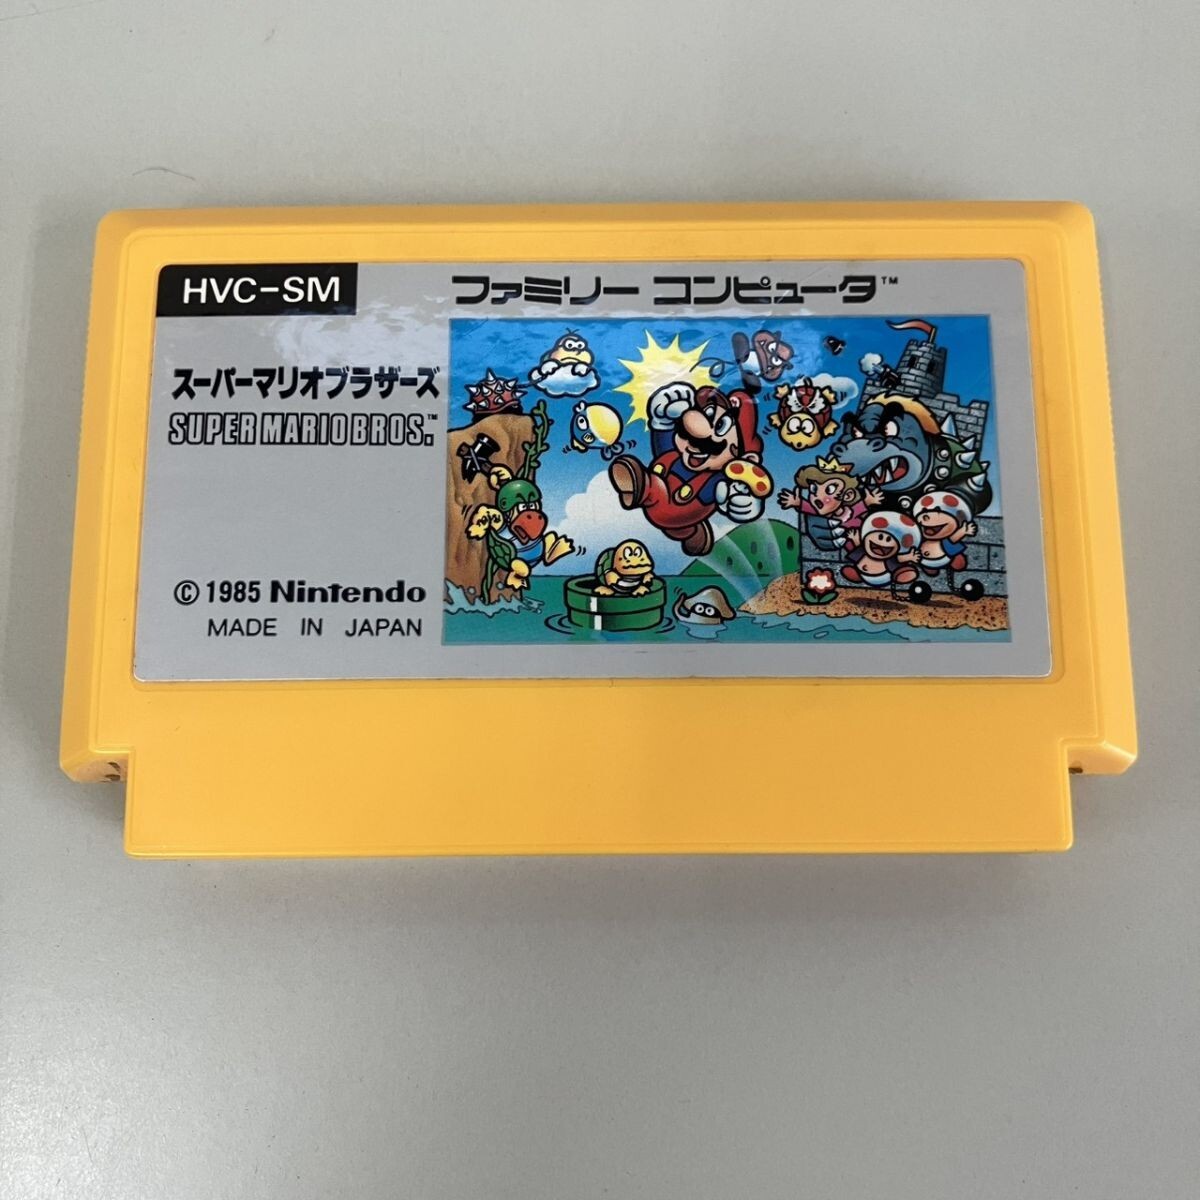 HVC-SM
ファミリー コンピュータ™
スーパーマリオブラザーズ
SUPER MARIO BROS.™
© 1985 Nintendo
MADE IN JAPAN